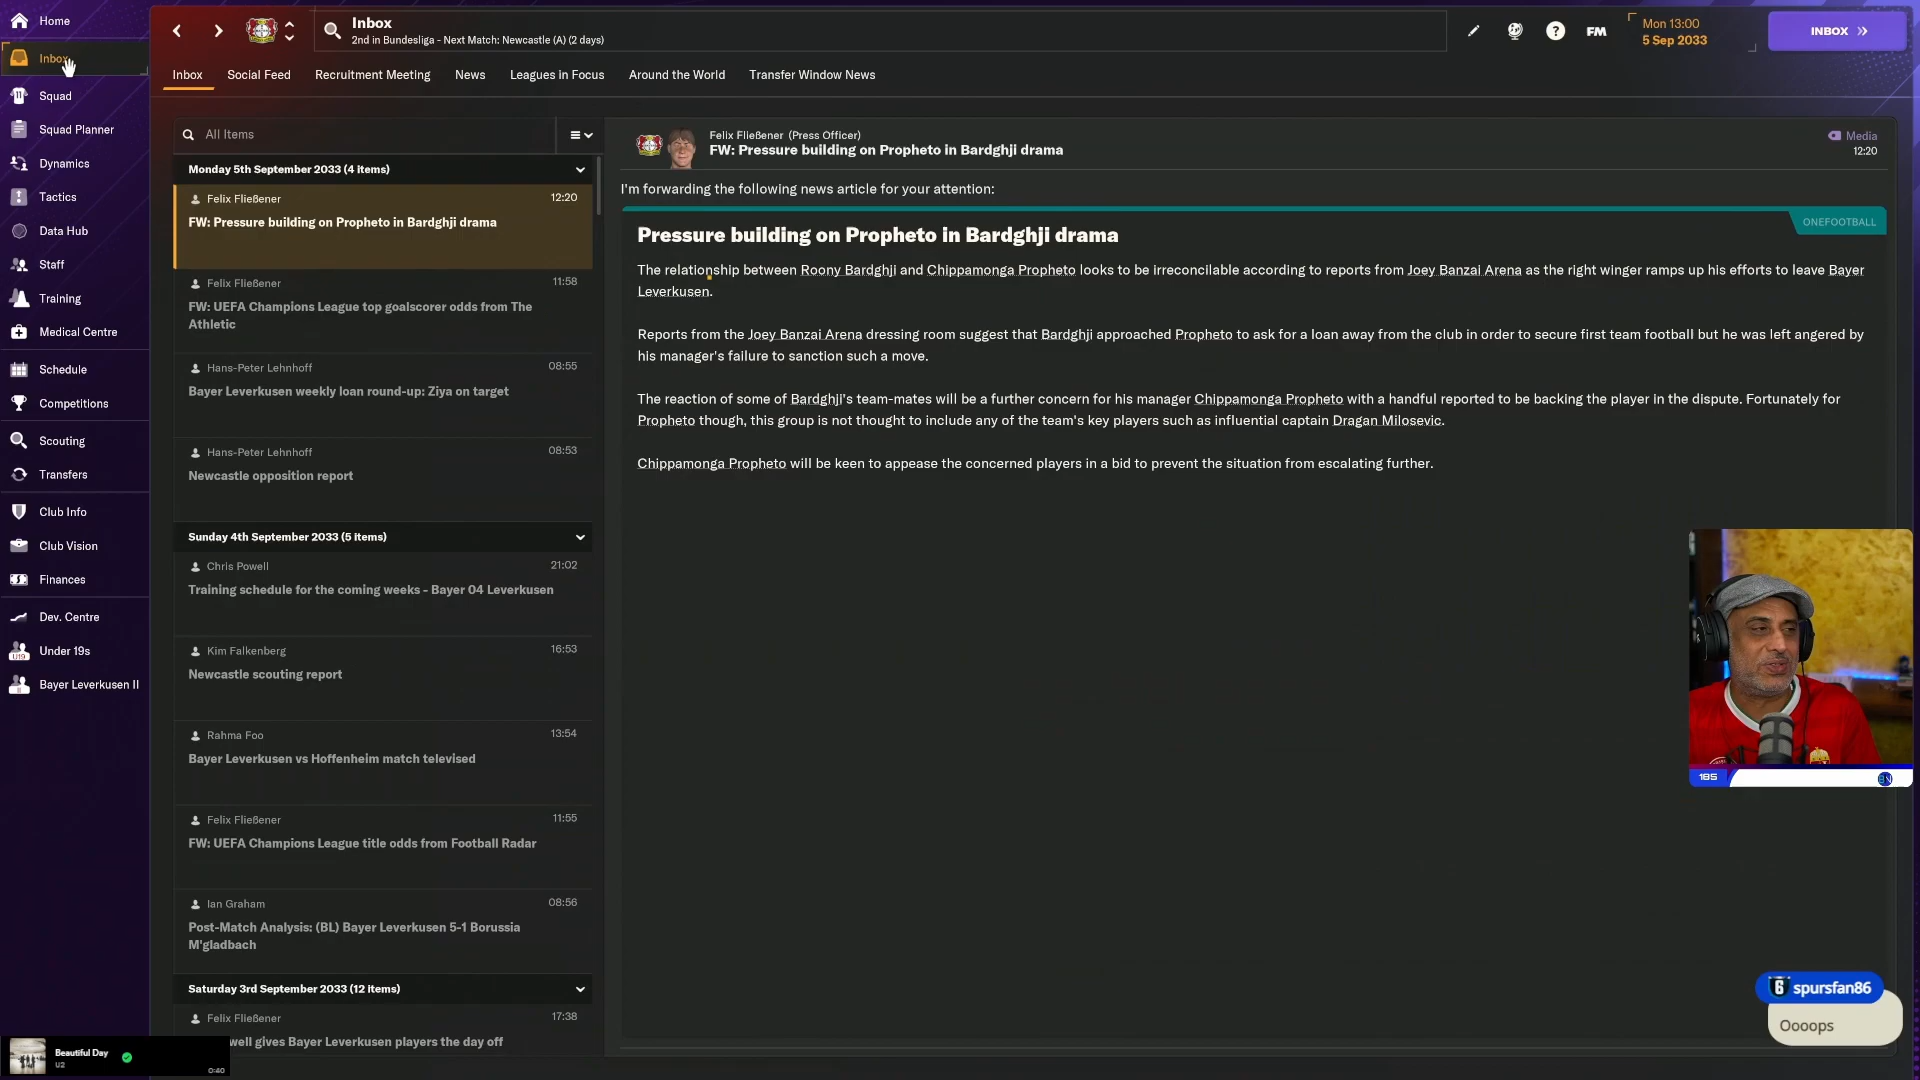 Home
Inbox
Squad
Squad Planner
Dynamics
Tactics
Data Hub
Staff
Training
Medical Centre
Schedule
Competitions
Scouting
Transfers
Club Info
Club Vision
Finances
Dev. Centre
Under 19s
Bayer Leverkusen II
Inbox
2nd in Bundesliga - Next Match: Newcastle (A) (2 days)
FM
Mon 13:00
5 Sep 2033
INBOX
Inbox Social Feed Recruitment Meeting News Leagues in Focus Around the World Transfer Window News
All Items
Monday 5th September 2033 (4 items)
Felix Fließener 12:20
FW: Pressure building on Propheto in Bardghji drama
Felix Fließener 11:58
FW: UEFA Champions League top goalscorer odds from The
Athletic
Hans-Peter Lehnhoff 08:55
Bayer Leverkusen weekly loan round-up: Ziya on target
Hans-Peter Lehnhoff 08:53
Newcastle opposition report
Sunday 4th September 2033 (5 items)
Chris Powell 21:02
Training schedule for the coming weeks - Bayer 04 Leverkusen
Kim Falkenberg 16:53
Newcastle scouting report
Rahma Foo 13:54
Bayer Leverkusen vs Hoffenheim match televised
Felix Fließener 11:55
FW: UEFA Champions League title odds from Football Radar
Ian Graham 08:56
Post-Match Analysis: (BL) Bayer Leverkusen 5-1 Borussia
M'gladbach
Saturday 3rd September 2033 (12 items)
Felix Fließener 17:38
well gives Bayer Leverkusen players the day off
Felix Fließener (Press Officer)
FW: Pressure building on Propheto in Bardghji drama
Media
12:20
I'm forwarding the following news article for your attention:
ONEFOOTBALL
Pressure building on Propheto in Bardghji drama
The relationship between Roony Bardghji and Chippamonga Propheto looks to be irreconcilable according to reports from Joey Banzai Arena as the right winger ramps up his efforts to leave Bayer
Leverkusen.
Reports from the Joey Banzai Arena dressing room suggest that Bardghji approached Propheto to ask for a loan away from the club in order to secure first team football but he was left angered by
his manager's failure to sanction such a move.
The reaction of some of Bardghji's team-mates will be a further concern for his manager Chippamonga Propheto with a handful reported to be backing the player in the dispute. Fortunately for
Propheto though, this group is not thought to include any of the team's key players such as influential captain Dragan Milosevic.
Chippamonga Propheto will be keen to appease the concerned players in a bid to prevent the situation from escalating further.
185
6 spursfan86
Oooops
Beautiful Day
U2
0:40